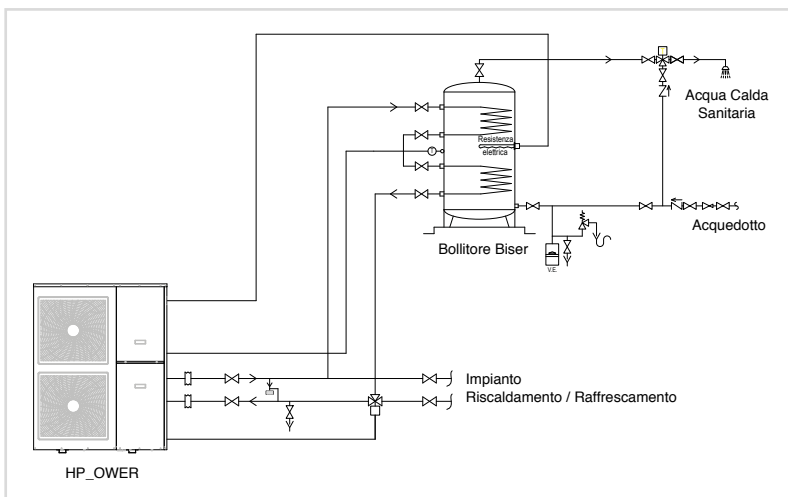 Acqua Calda
Sanitaria
Resistenza
elettrica
T
Acquedotto
Bollitore Biser
V.E.
Impianto
Riscaldamento / Raffrescamento
HP_OWER